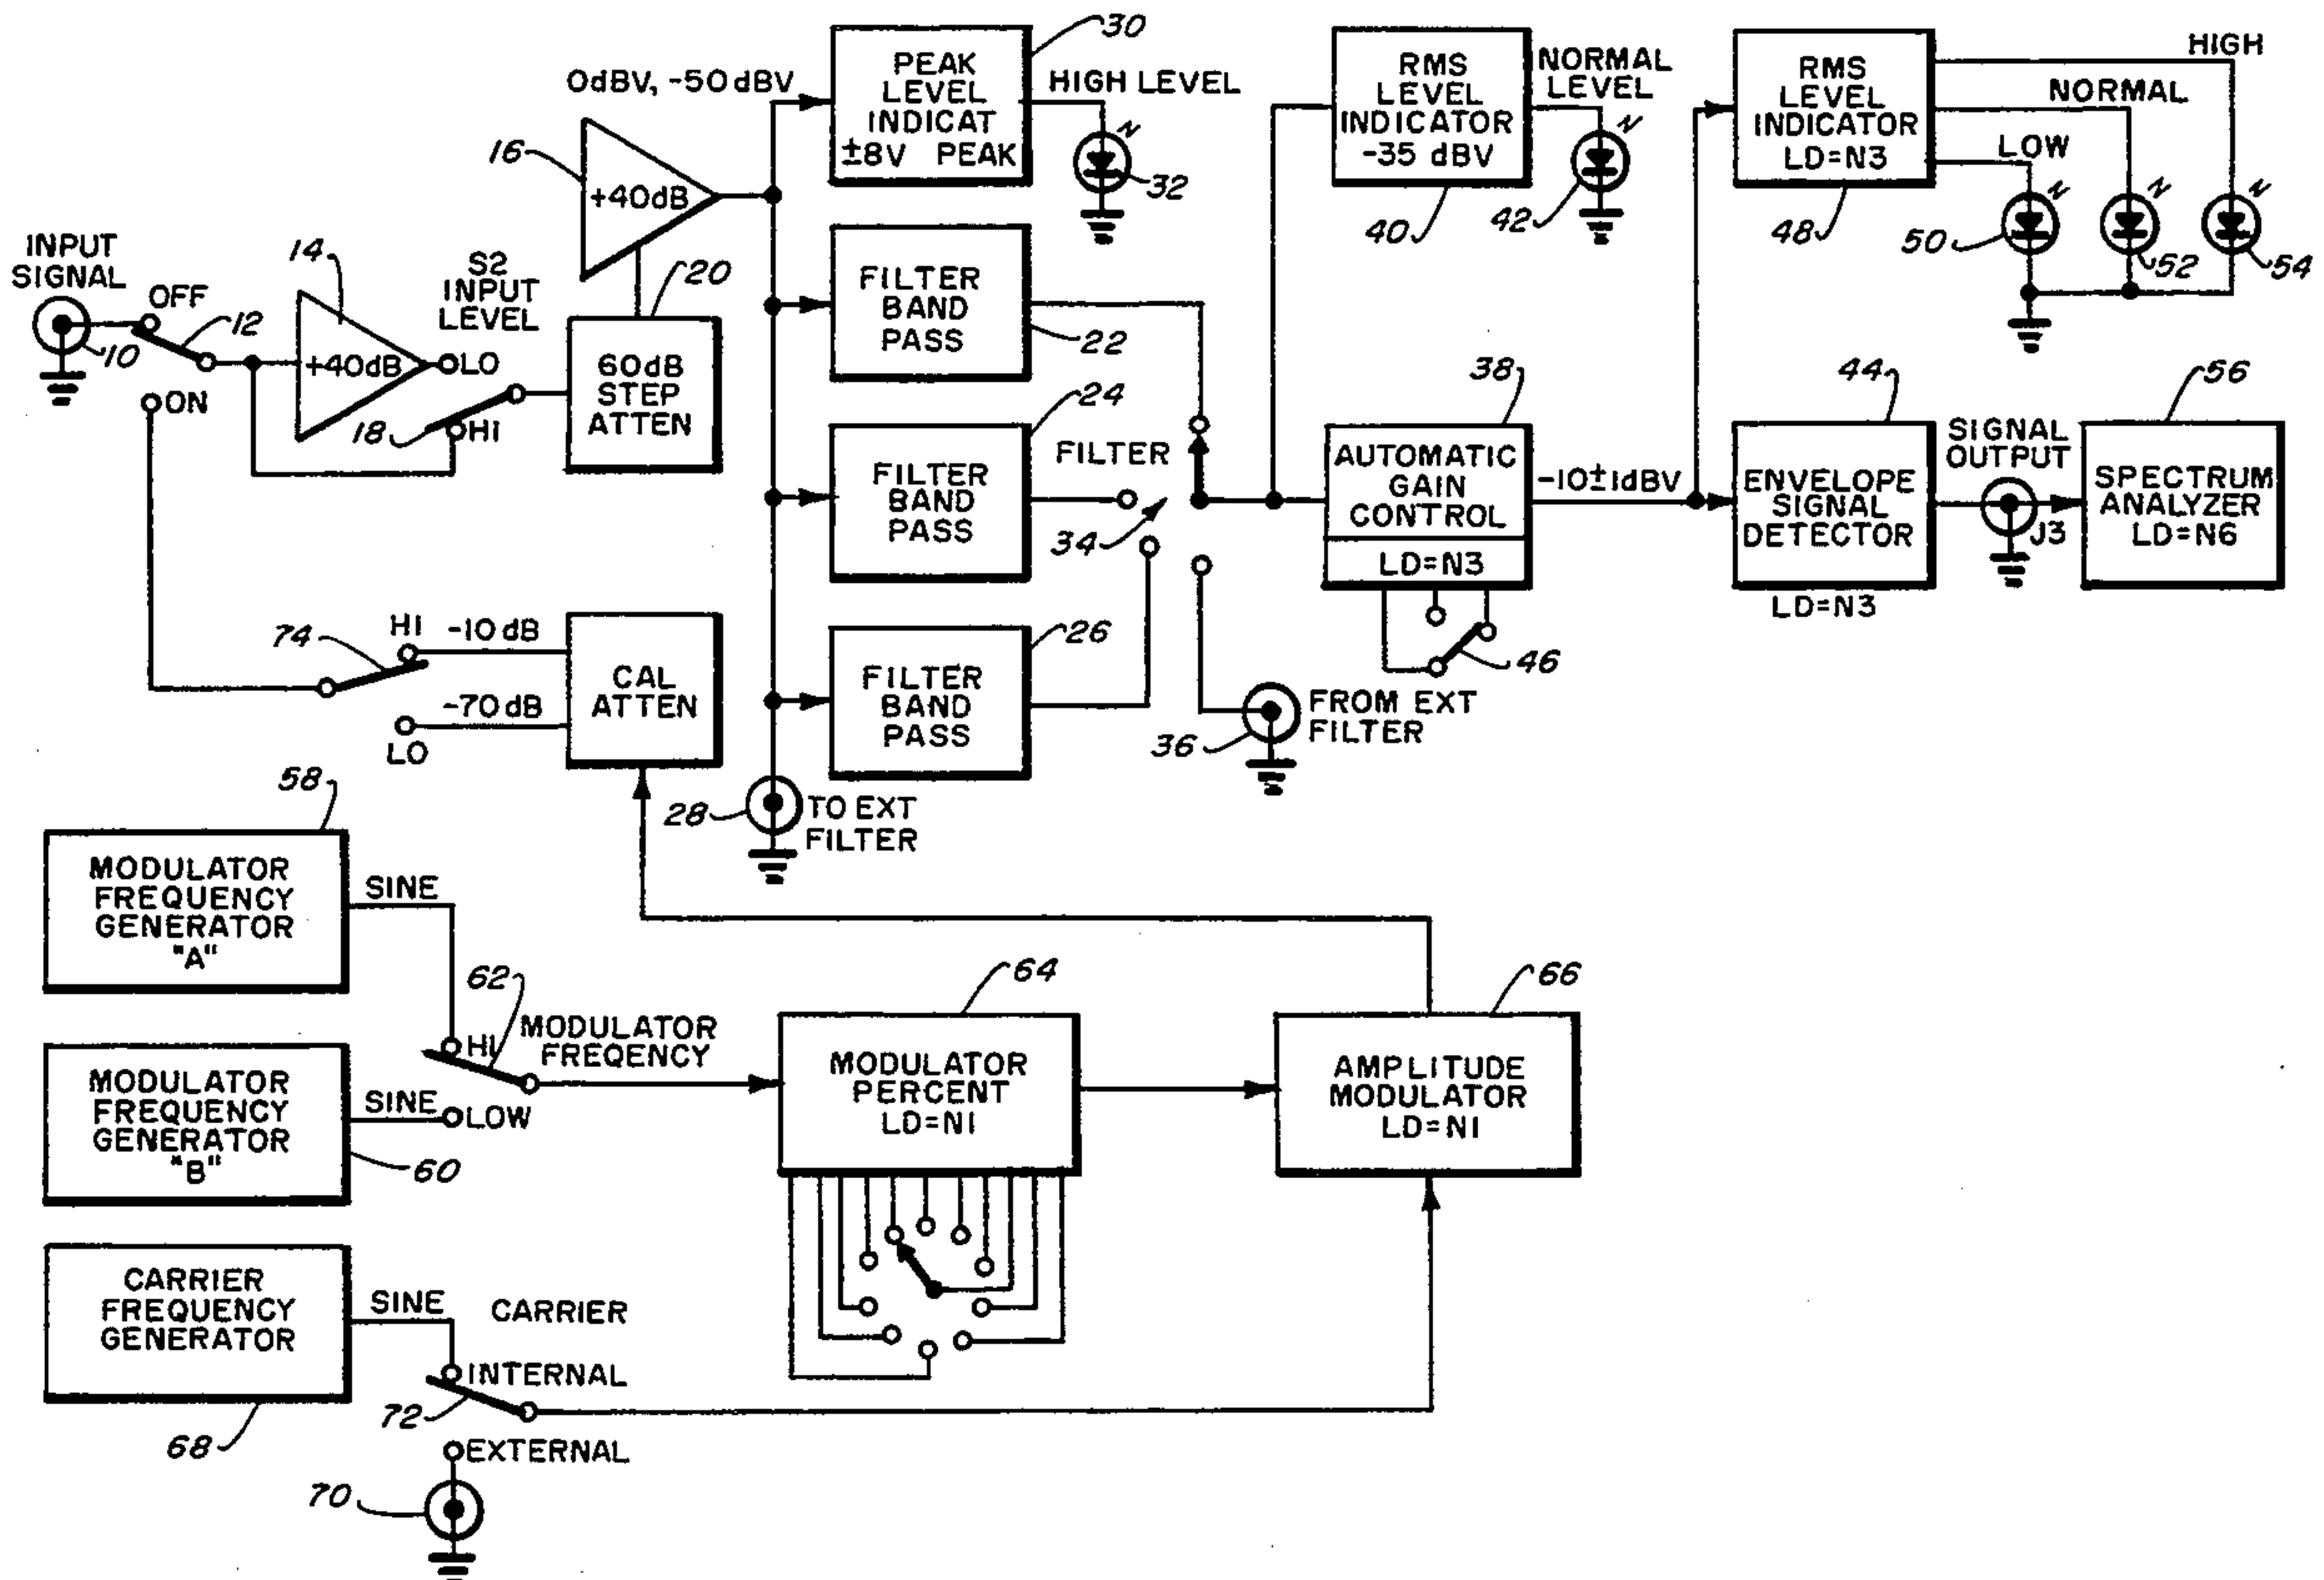 30
PEAK
LEVEL
INDICAT
±8V PEAK
0dBV, -50dBV
HIGH LEVEL
32
16
+40dB
RMS
LEVEL
INDICATOR
-35 dBV
NORMAL
LEVEL
40
42
RMS
LEVEL
INDICATOR
LD=N3
HIGH
NORMAL
LOW
48
50
52
54
INPUT
SIGNAL
10
OFF
12
ON
14
+40dB
S2
INPUT
LEVEL
LO
18
HI
20
60dB
STEP
ATTEN
FILTER
BAND
PASS
22
24
FILTER
BAND
PASS
FILTER
34
26
FILTER
BAND
PASS
38
AUTOMATIC
GAIN
CONTROL
LD=N3
46
-10±1dBV
44
ENVELOPE
SIGNAL
DETECTOR
LD=N3
SIGNAL
OUTPUT
J3
56
SPECTRUM
ANALYZER
LD=N6
74
HI
-10dB
-70dB
LO
CAL
ATTEN
28
TO EXT
FILTER
36
FROM EXT
FILTER
58
MODULATOR
FREQUENCY
GENERATOR
"A"
SINE
62
HI
MODULATOR
FREQENCY
MODULATOR
FREQUENCY
GENERATOR
"B"
SINE
LOW
60
64
MODULATOR
PERCENT
LD=N1
66
AMPLITUDE
MODULATOR
LD=N1
CARRIER
FREQUENCY
GENERATOR
SINE
CARRIER
68
INTERNAL
72
EXTERNAL
70